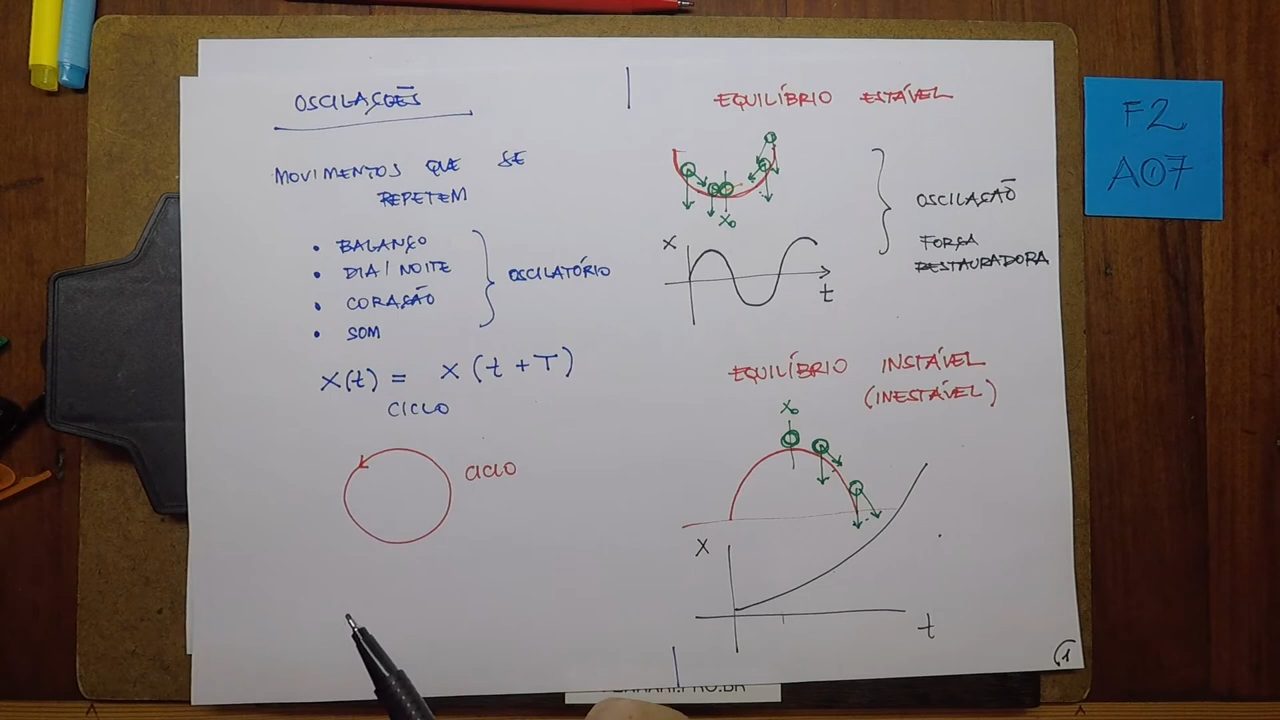 OSCILAÇÕES
MOVIMENTOS QUE SE
REPETEM
• BALANÇO
• DIA/NOITE
• CORAÇÃO
• SOM
OSCILATÓRIO
X(t) = X(t+T)
CICLO
CICLO
EQUILÍBRIO ESTÁVEL
X₀
X
t
OSCILAÇÃO
FORÇA
RESTAURADORA
EQUILÍBRIO INSTÁVEL
(INESTÁVEL)
X₀
X
t
1
F2
A07